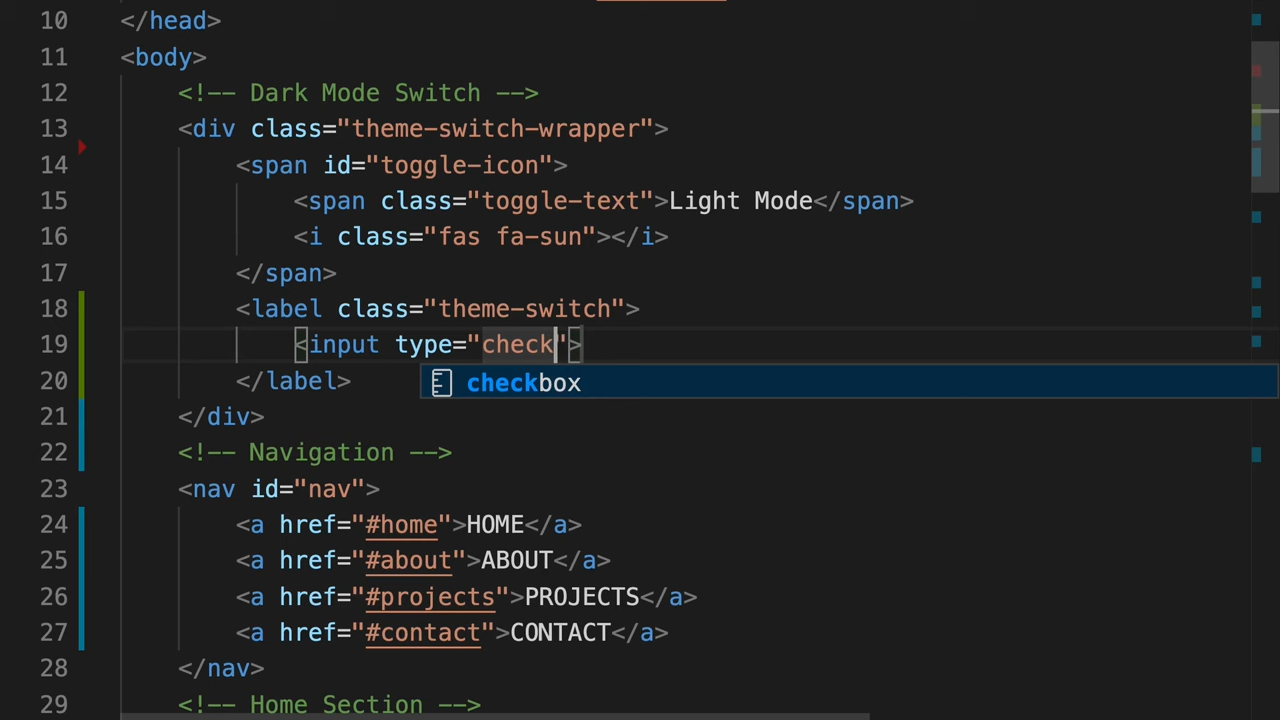 10 </head>
11 <body>
12 <!-- Dark Mode Switch -->
13 <div class="theme-switch-wrapper">
14 <span id="toggle-icon">
15 <span class="toggle-text">Light Mode</span>
16 <i class="fas fa-sun"></i>
17 </span>
18 <label class="theme-switch">
19 <input type="check">
checkbox
20 </label>
21 </div>
22 <!-- Navigation -->
23 <nav id="nav">
24 <a href="#home">HOME</a>
25 <a href="#about">ABOUT</a>
26 <a href="#projects">PROJECTS</a>
27 <a href="#contact">CONTACT</a>
28 </nav>
29 <!-- Home Section -->